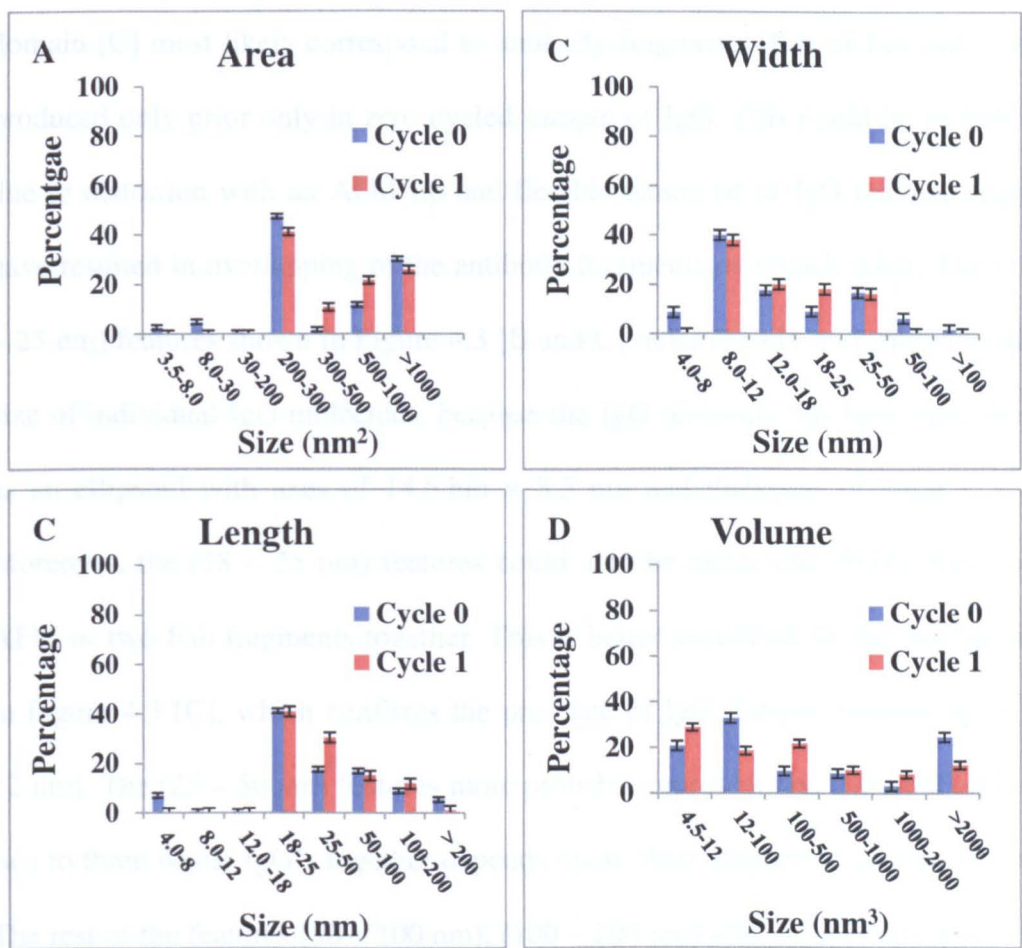 A Area
100
80
60
40
20
0
Percentgae
Cycle 0
Cycle 1
3.5-8.0
8.0-30
30-200
200-300
300-500
500-1000
>1000
Size (nm²)
C Width
100
80
60
40
20
0
Percentage
Cycle 0
Cycle 1
4.0-8
8.0-12
12.0-18
18-25
25-50
50-100
>100
Size (nm)
C Length
100
80
60
40
20
0
Percentage
Cycle 0
Cycle 1
4.0-8
8.0-12
12.0-18
18-25
25-50
50-100
100-200
>200
Size (nm)
D Volume
100
80
60
40
20
0
Percentage
Cycle 0
Cycle 1
4.5-12
12-100
100-500
500-1000
1000-2000
>2000
Size (nm³)